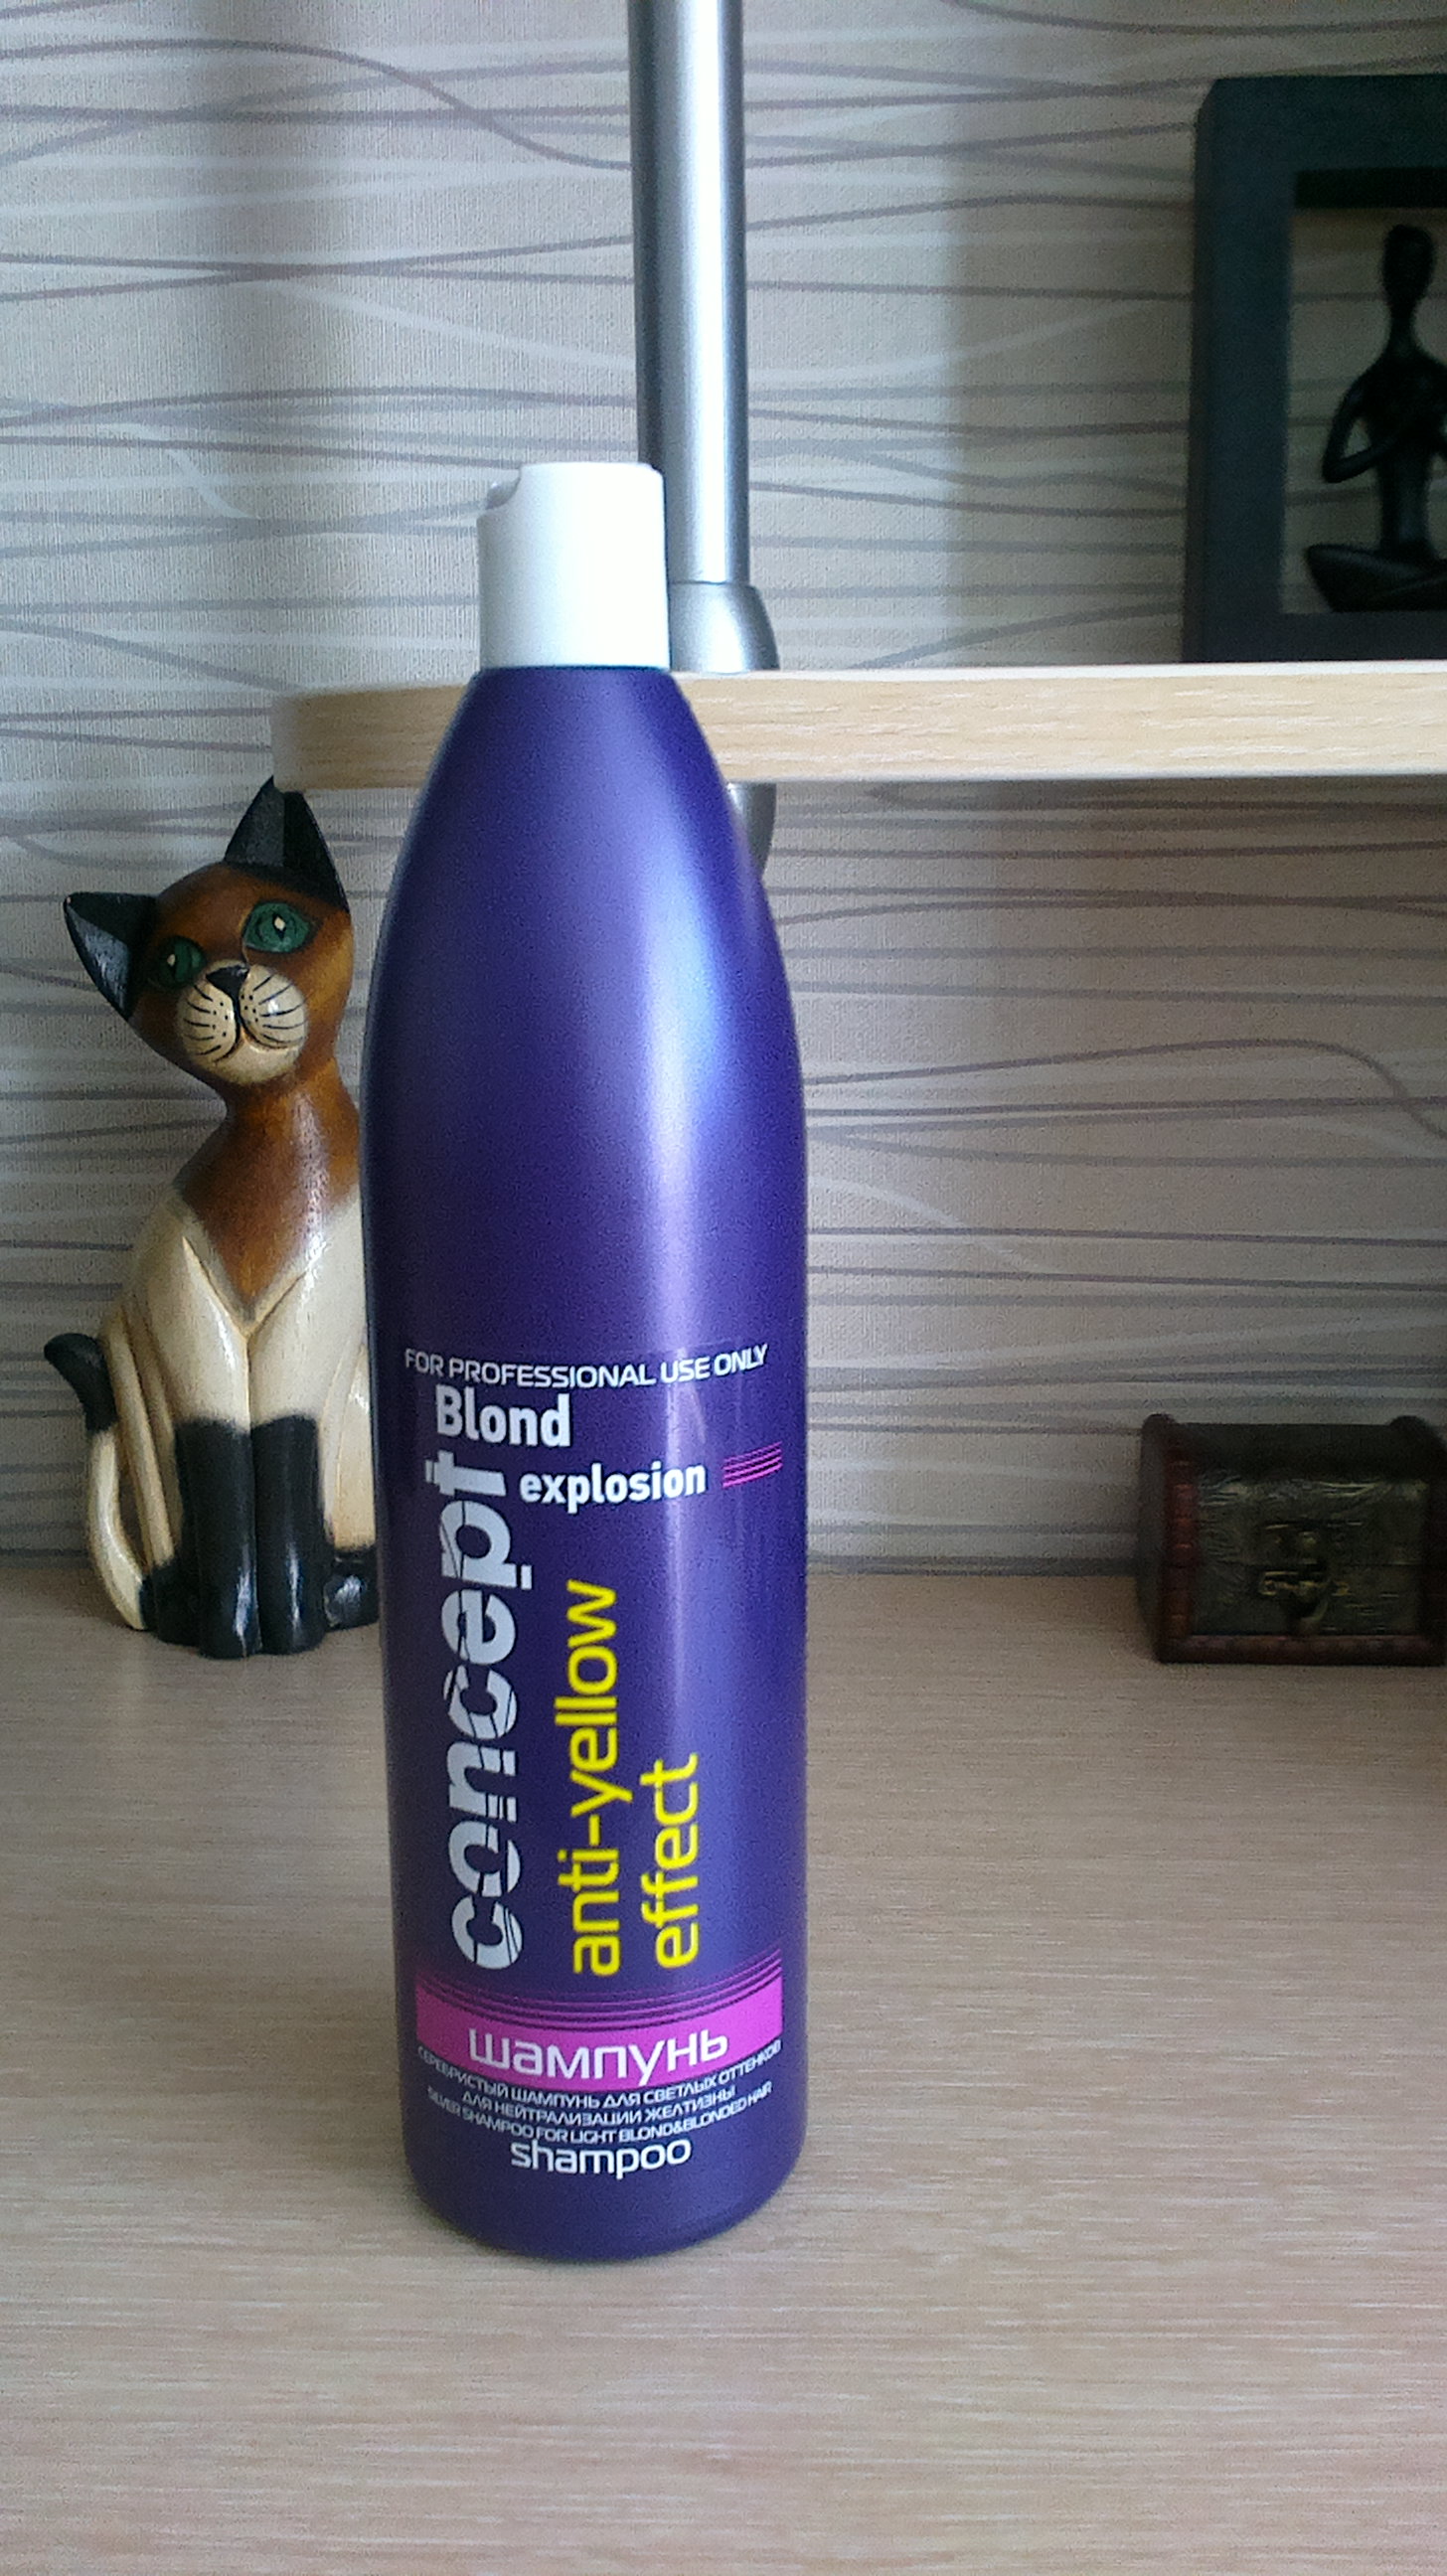 FOR PROFESSIONAL USE ONLY
Blond
explosion
concept
anti-yellow
effect
шампунь
СЕРЕБРИСТЫЙ ШАМПУНЬ ДЛЯ СВЕТЛЫХ ОТТЕНКОВ
ДЛЯ НЕЙТРАЛИЗАЦИИ ЖЕЛТИЗНЫ
SILVER SHAMPOO FOR LIGHT BLOND&BLONDED HAIR
shampoo